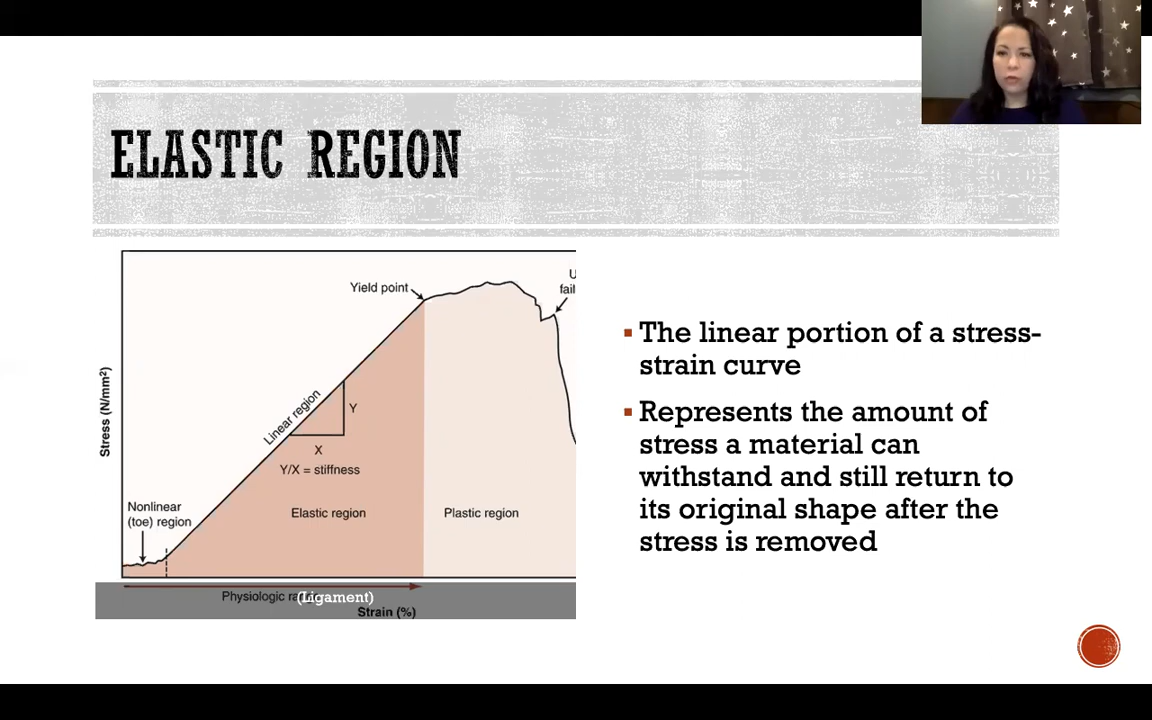 ELASTIC REGION
U
fail
Yield point
Linear region
Y
X
Y/X = stiffness
Stress (N/mm²)
Nonlinear
(toe) region
Elastic region
Plastic region
Physiologic
(Ligament)
Strain (%)
▪ The linear portion of a stress-
strain curve
▪ Represents the amount of
stress a material can
withstand and still return to
its original shape after the
stress is removed